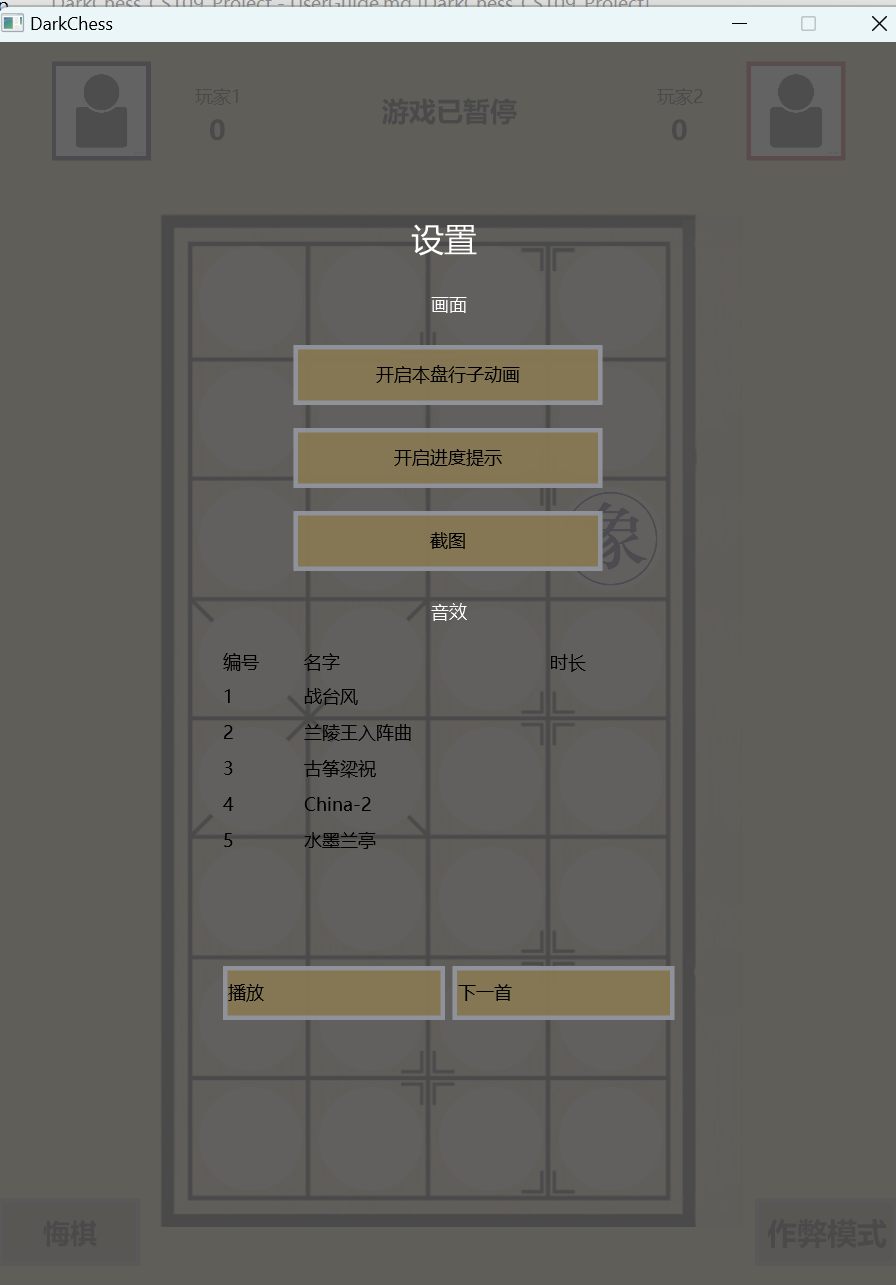 DarkChess_CS109_Project - UserGuide.md [DarkChess_CS109_Project]
DarkChess
玩家1
0
游戏已暂停
玩家2
0
设置
画面
开启本盘行子动画
开启进度提示
截图
象
音效
编号 名字 时长
1 战台风
2 兰陵王入阵曲
3 古筝梁祝
4 China-2
5 水墨兰亭
播放 下一首
悔棋 作弊模式